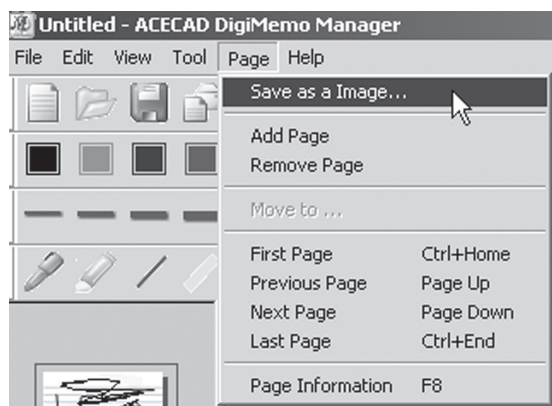 Untitled - ACECAD DigiMemo Manager
File Edit View Tool Page Help
Save as a Image...
Add Page
Remove Page
Move to ...
First Page Ctrl+Home
Previous Page Page Up
Next Page Page Down
Last Page Ctrl+End
Page Information F8